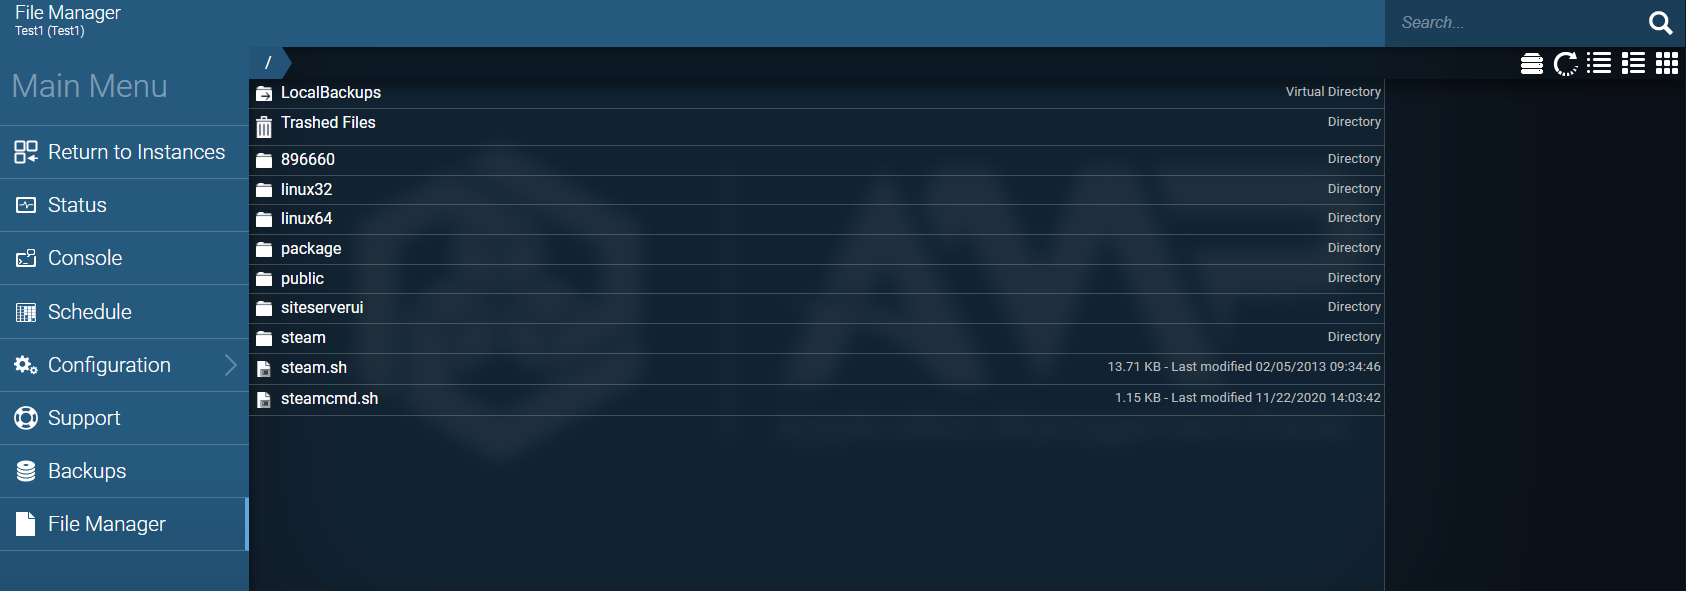 File Manager
Test1 (Test1)
Search...
Main Menu
/
Return to Instances
Status
Console
Schedule
Configuration
Support
Backups
File Manager
LocalBackups Virtual Directory
Trashed Files Directory
896660 Directory
linux32 Directory
linux64 Directory
package Directory
public Directory
siteserverui Directory
steam Directory
steam.sh 13.71 KB - Last modified 02/05/2013 09:34:46
steamcmd.sh 1.15 KB - Last modified 11/22/2020 14:03:42
AMP